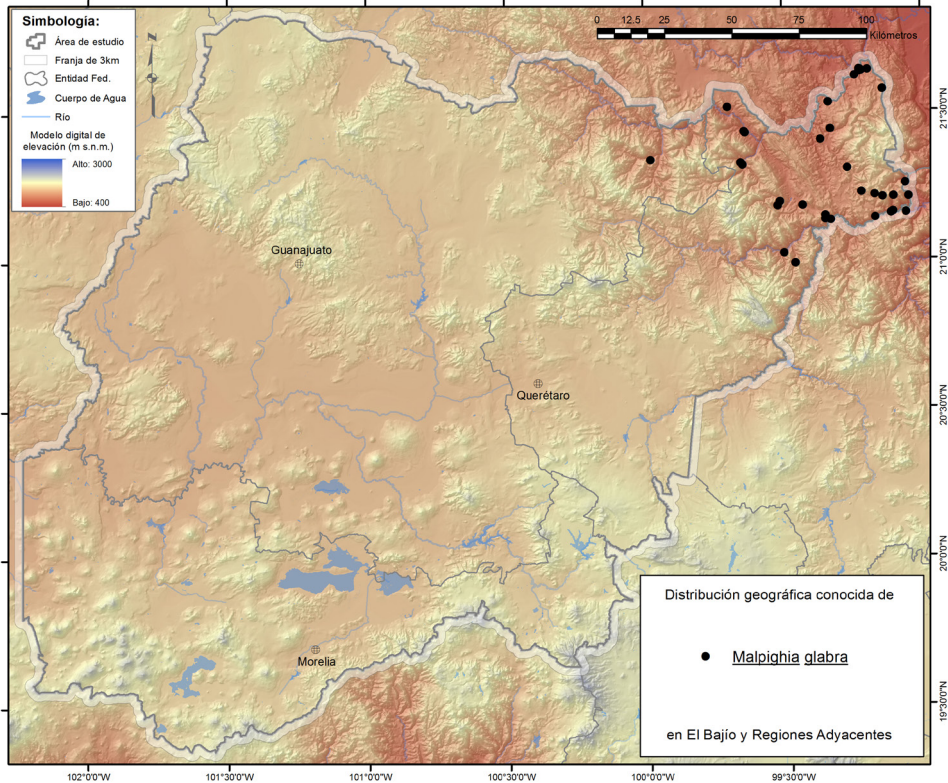 Simbología:
Área de estudio
Franja de 3km
Entidad Fed.
Cuerpo de Agua
Río
Modelo digital de
elevación (m s.n.m.)
Alto: 3000
Bajo: 400
N
0 12.5 25 50 75 100
Kilómetros
Guanajuato
Querétaro
Morelia
21°30'0"N
21°0'0"N
20°30'0"N
20°0'0"N
19°30'0"N
Distribución geográfica conocida de
Malpighia glabra
en El Bajío y Regiones Adyacentes
102°0'0"W 101°30'0"W 101°0'0"W 100°30'0"W 100°0'0"W 99°30'0"W